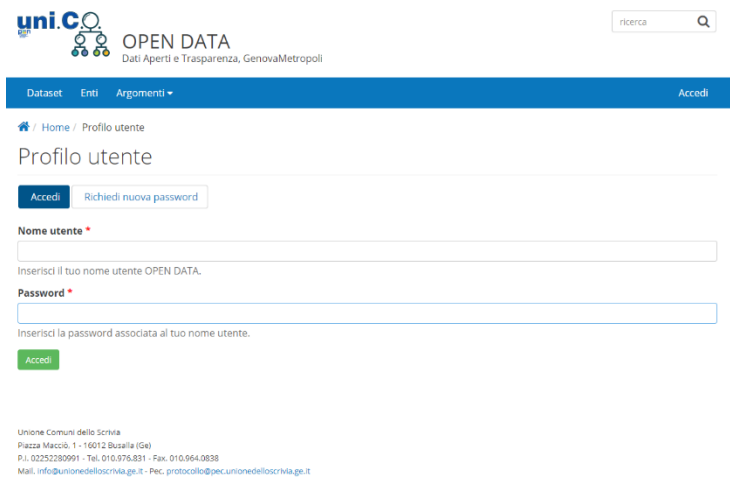 uni.C.O.
gen
ricerca
OPEN DATA
Dati Aperti e Trasparenza, GenovaMetropoli
Dataset Enti Argomenti Accedi
/ Home / Profilo utente
Profilo utente
Accedi Richiedi nuova password
Nome utente *
Inserisci il tuo nome utente OPEN DATA.
Password *
Inserisci la password associata al tuo nome utente.
Accedi
Unione Comuni dello Scrivia
Piazza Macciò, 1 - 16012 Busalla (Ge)
P.I. 02252280991 - Tel. 010.976.831 - Fax. 010.964.0838
Mail. info@unionedelloscrivia.ge.it - Pec. protocollo@pec.unionedelloscrivia.ge.it